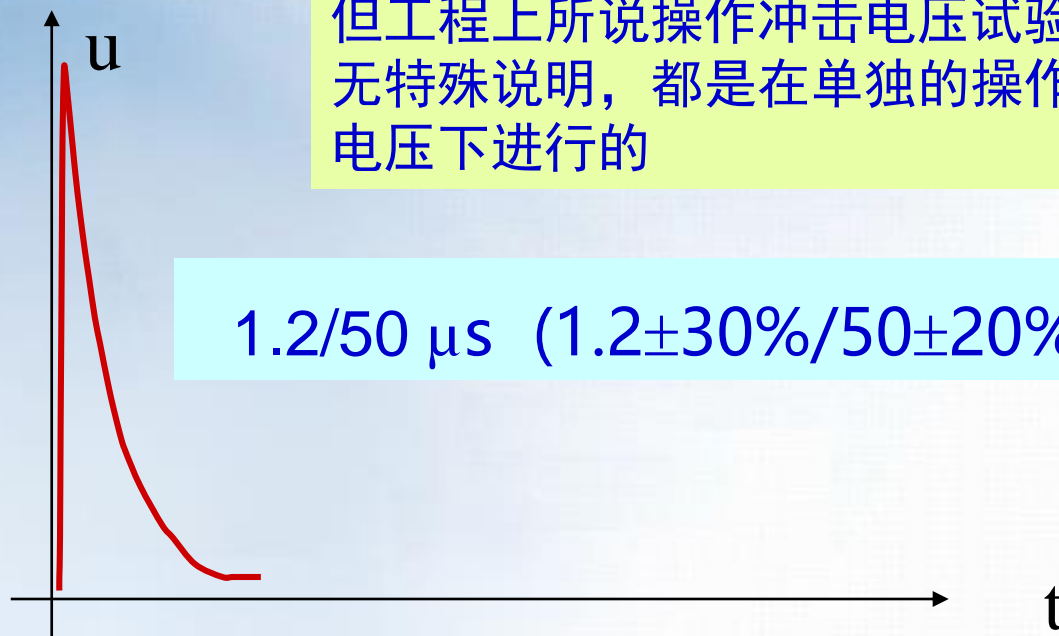 但工程上所说操作冲击电压试验
无特殊说明，都是在单独的操作
电压下进行的
u
1.2/50 μs (1.2±30%/50±20%
t